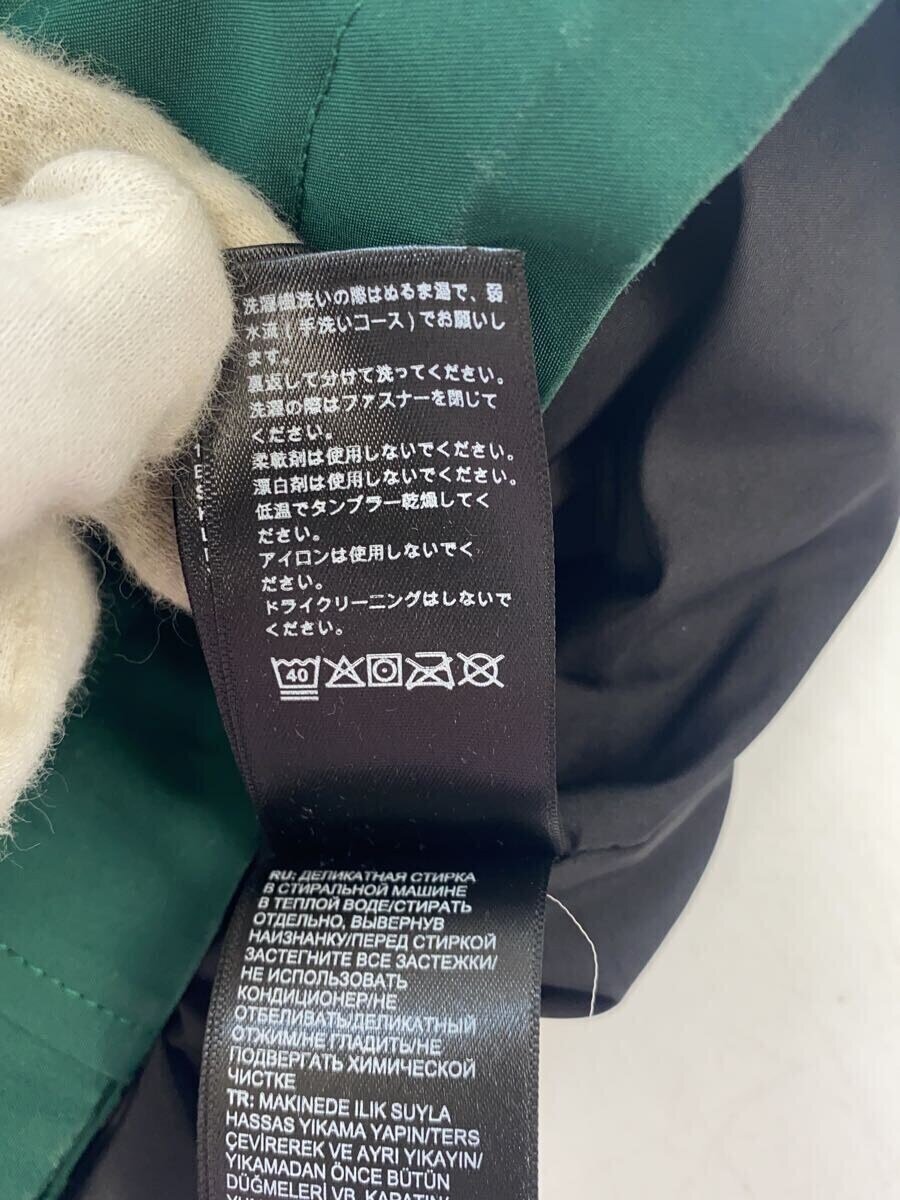 洗濯機洗いの際はぬるま湯で、弱
水流(手洗いコース)でお願いし
ます。
裏返して分けて洗ってください。
洗濯の際はファスナーを閉じて
ください。
柔軟剤は使用しないでください。
漂白剤は使用しないでください。
低温でタンブラー乾燥してく
ださい。
アイロンは使用しないでく
ださい。
ドライクリーニングはしないで
ください。
40
RU: ДЕЛИКАТНАЯ СТИРКА
В СТИРАЛЬНОЙ МАШИНЕ
В ТЕПЛОЙ ВОДЕ/СТИРАТЬ
ОТДЕЛЬНО, ВЫВЕРНУВ
НАИЗНАНКУ/ПЕРЕД СТИРКОЙ
ЗАСТЕГНИТЕ ВСЕ ЗАСТЕЖКИ/
НЕ ИСПОЛЬЗОВАТЬ
КОНДИЦИОНЕР/НЕ
ОТБЕЛИВАТЬ/ДЕЛИКАТНЫЙ
ОТЖИМ/НЕ ГЛАДИТЬ/НЕ
ПОДВЕРГАТЬ ХИМИЧЕСКОЙ
ЧИСТКЕ
TR: MAKİNEDE ILIK SUYLA
HASSAS YIKAMA YAPIN/TERS
ÇEVİREREK VE AYRI YIKAYIN/
YIKAMADAN ÖNCE BÜTÜN
DÜĞMELERİ VB. KAPATIN/